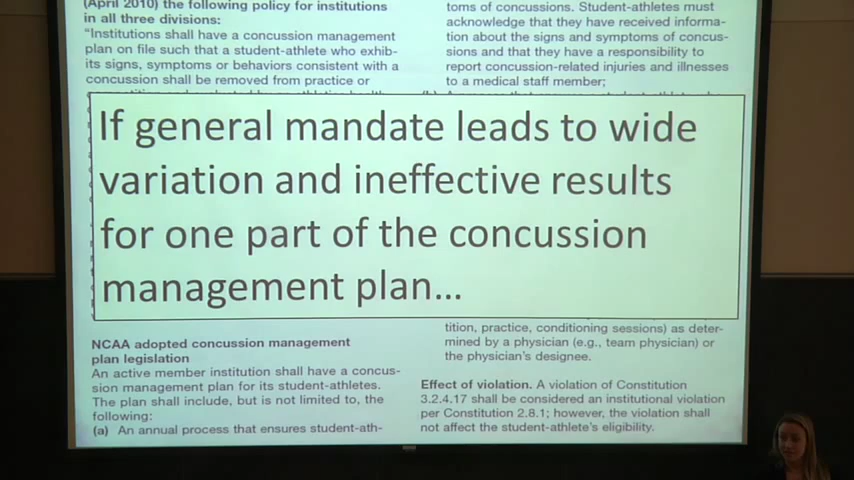 (April 2010) the following policy for institutions
in all three divisions:
"Institutions shall have a concussion management
plan on file such that a student-athlete who exhib-
its signs, symptoms or behaviors consistent with a
concussion shall be removed from practice or
toms of concussions. Student-athletes must
acknowledge that they have received informa-
tion about the signs and symptoms of concus-
sions and that they have a responsibility to
report concussion-related injuries and illnesses
to a medical staff member;
If general mandate leads to wide
variation and ineffective results
for one part of the concussion
management plan...
NCAA adopted concussion management
plan legislation
An active member institution shall have a concus-
sion management plan for its student-athletes.
The plan shall include, but is not limited to, the
following:
(a) An annual process that ensures student-ath-
tition, practice, conditioning sessions) as deter-
mined by a physician (e.g., team physician) or
the physician's designee.
Effect of violation. A violation of Constitution
3.2.4.17 shall be considered an institutional violation
per Constitution 2.8.1; however, the violation shall
not affect the student-athlete's eligibility.